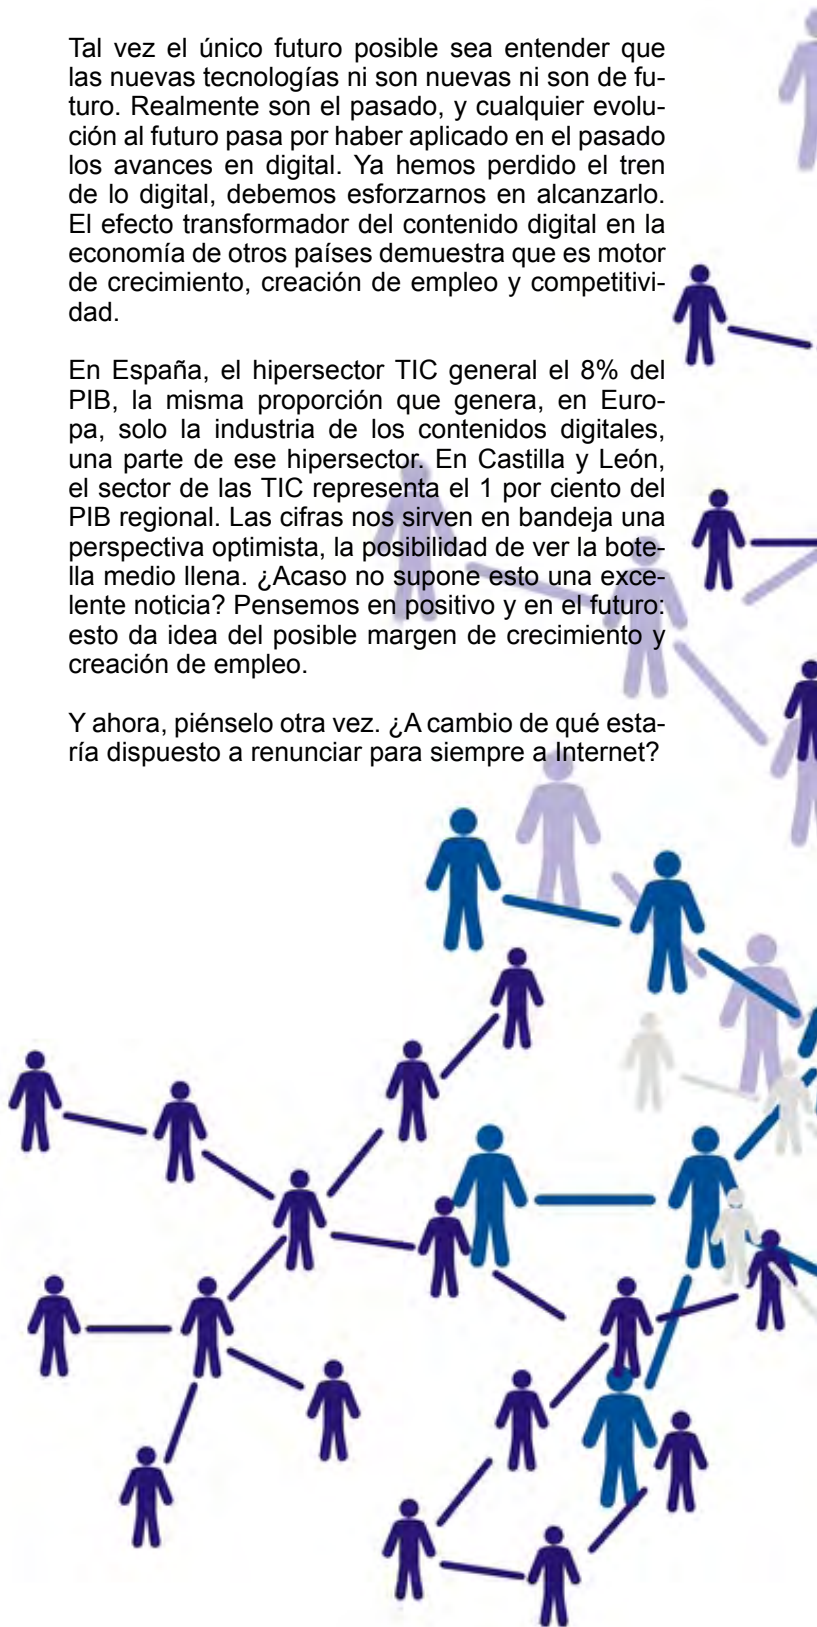 Tal vez el único futuro posible sea entender que
las nuevas tecnologías ni son nuevas ni son de fu-
turo. Realmente son el pasado, y cualquier evolu-
ción al futuro pasa por haber aplicado en el pasado
los avances en digital. Ya hemos perdido el tren
de lo digital, debemos esforzarnos en alcanzarlo.
El efecto transformador del contenido digital en la
economía de otros países demuestra que es motor
de crecimiento, creación de empleo y competitivi-
dad.

En España, el hipersector TIC general el 8% del
PIB, la misma proporción que genera, en Euro-
pa, solo la industria de los contenidos digitales,
una parte de ese hipersector. En Castilla y León,
el sector de las TIC representa el 1 por ciento del
PIB regional. Las cifras nos sirven en bandeja una
perspectiva optimista, la posibilidad de ver la bote-
lla medio llena. ¿Acaso no supone esto una exce-
lente noticia? Pensemos en positivo y en el futuro:
esto da idea del posible margen de crecimiento y
creación de empleo.

Y ahora, piénselo otra vez. ¿A cambio de qué esta-
ría dispuesto a renunciar para siempre a Internet?